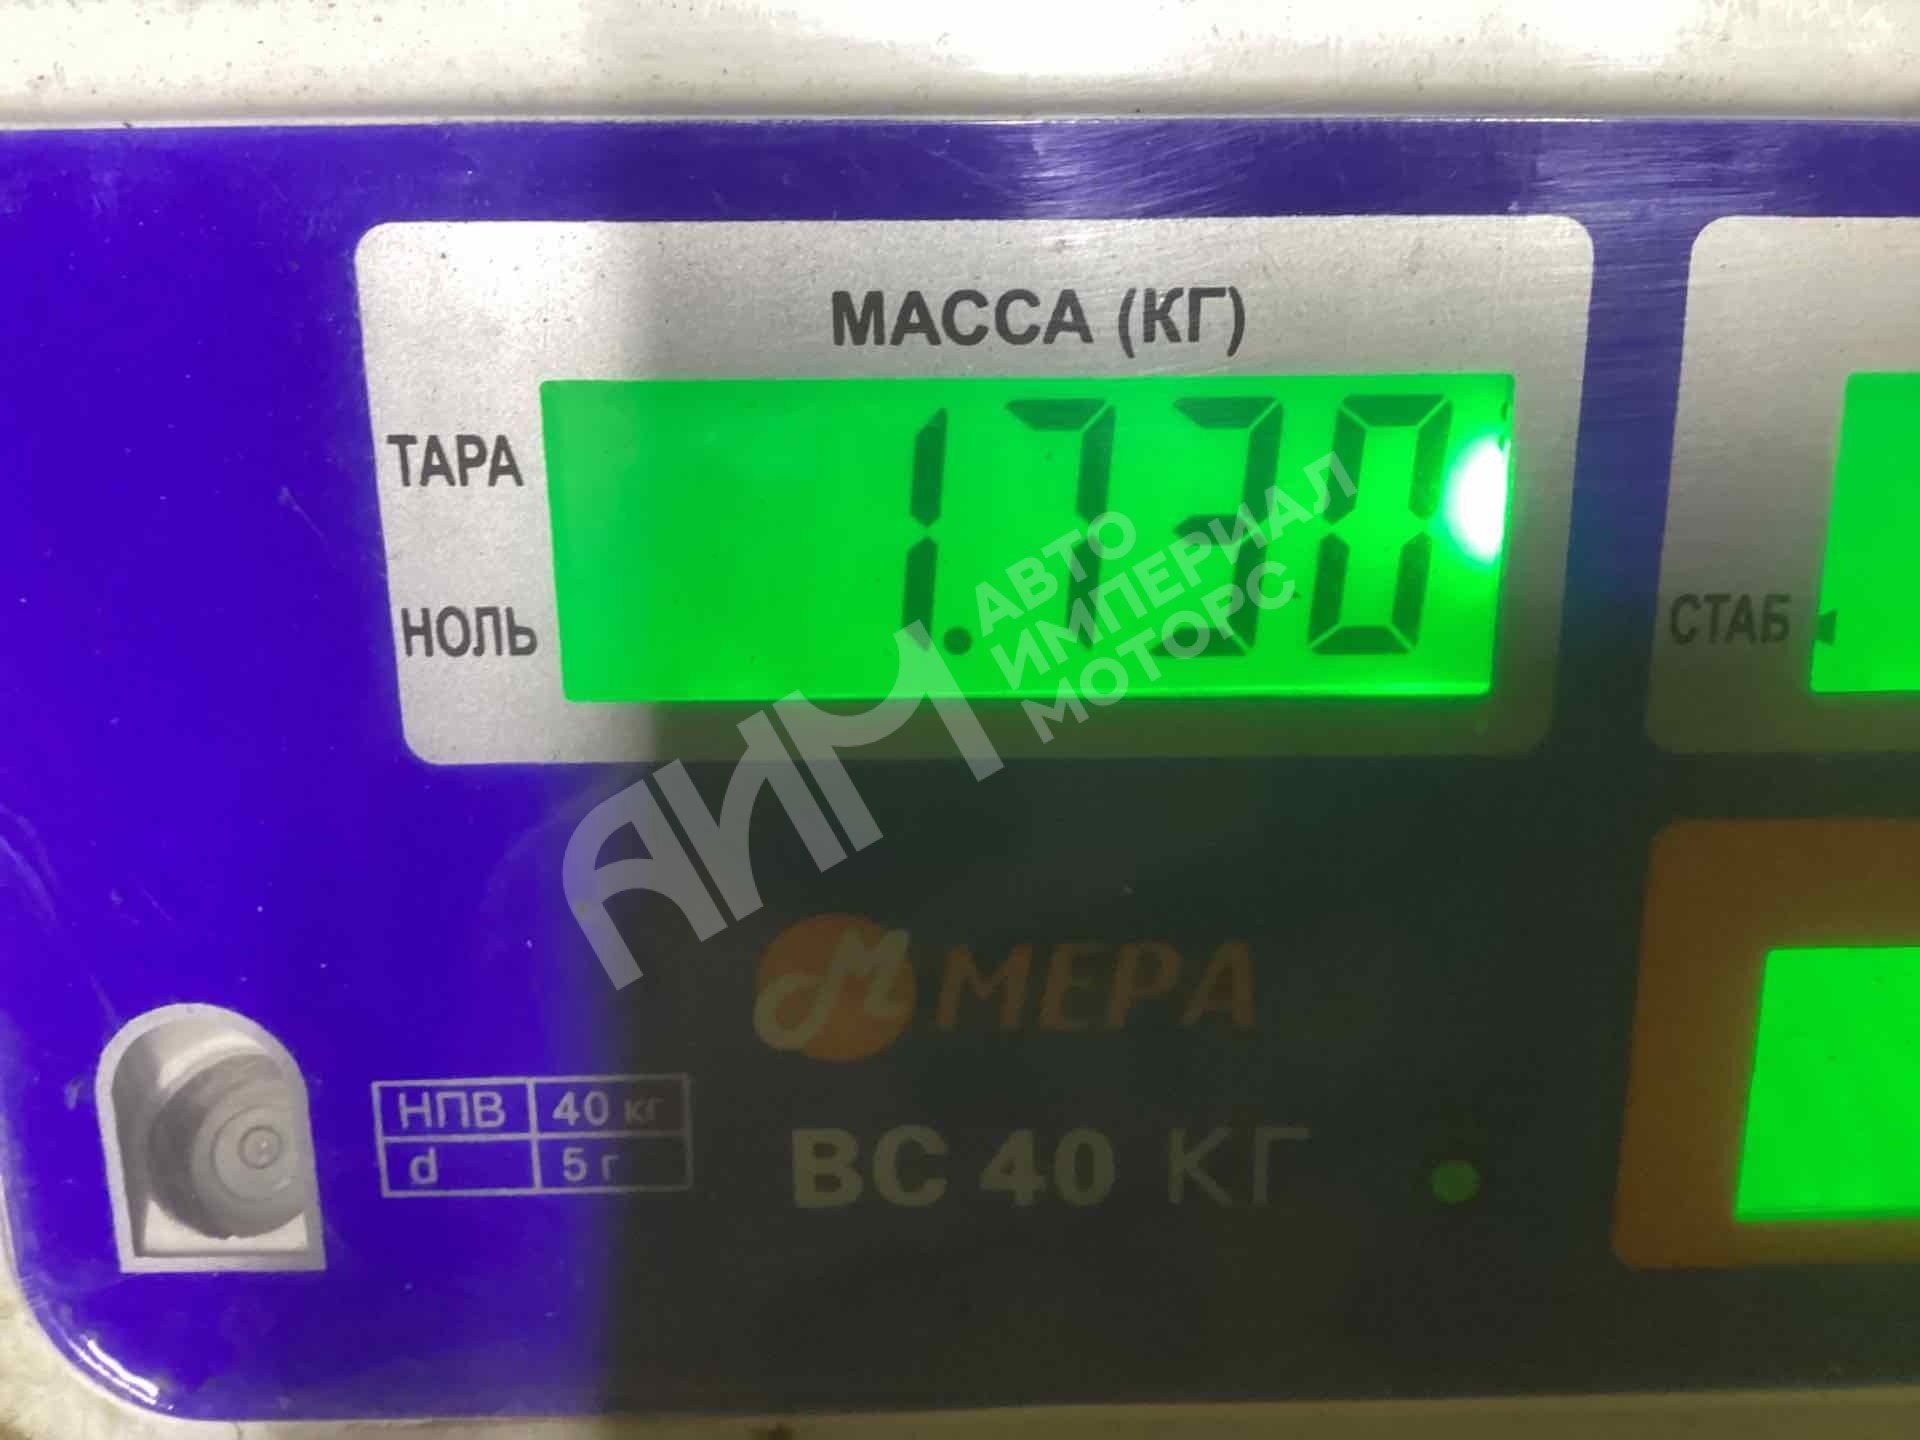 МАССА (КГ)
ТАРА
1.730
НОЛЬ
СТАБ
АВТО
ИМПЕРИАЛ
МОТОРС
АИМ
М МЕРА
НПВ 40 кг
d 5 г
ВС 40 КГ